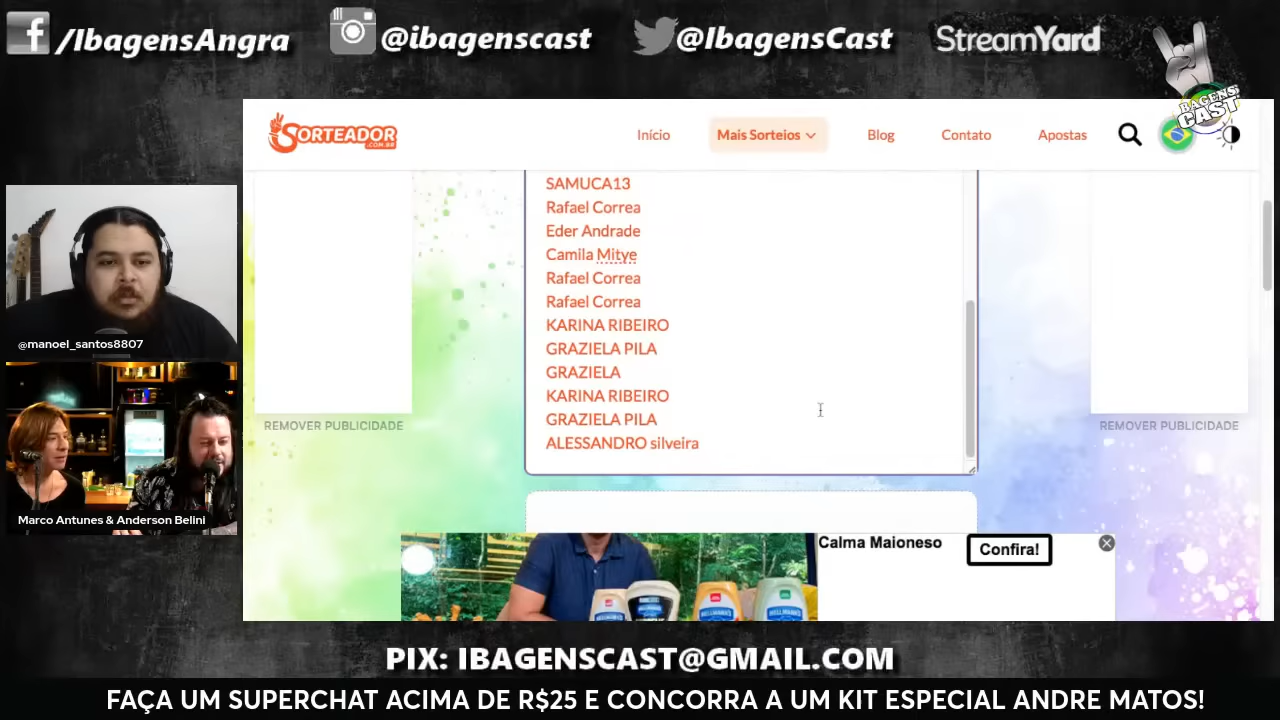 /IbagensAngra
@ibagenscast
@IbagensCast
StreamYard
BAGENS
CAST
SORTEADOR
.COM.BR
Início
Mais Sorteios
Blog
Contato
Apostas
SAMUCA13
Rafael Correa
Eder Andrade
Camila Mitye
Rafael Correa
Rafael Correa
KARINA RIBEIRO
GRAZIELA PILA
GRAZIELA
KARINA RIBEIRO
GRAZIELA PILA
ALESSANDRO silveira
REMOVER PUBLICIDADE
REMOVER PUBLICIDADE
@manoel_santos8807
Marco Antunes & Anderson Belini
Calma Maioneso
Confira!
PIX: IBAGENSCAST@GMAIL.COM
FAÇA UM SUPERCHAT ACIMA DE R$25 E CONCORRA A UM KIT ESPECIAL ANDRE MATOS!